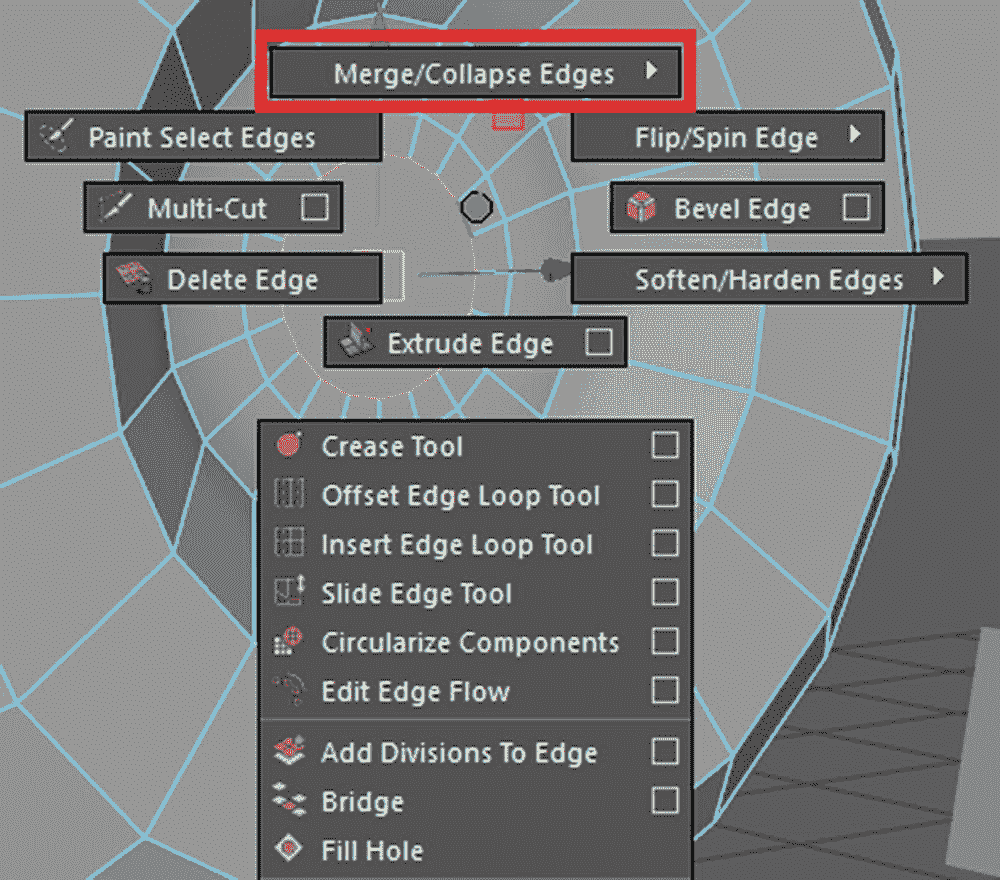 Merge/Collapse Edges
Paint Select Edges
Flip/Spin Edge
Multi-Cut
Bevel Edge
Delete Edge
Soften/Harden Edges
Extrude Edge
Crease Tool
Offset Edge Loop Tool
Insert Edge Loop Tool
Slide Edge Tool
Circularize Components
Edit Edge Flow
Add Divisions To Edge
Bridge
Fill Hole